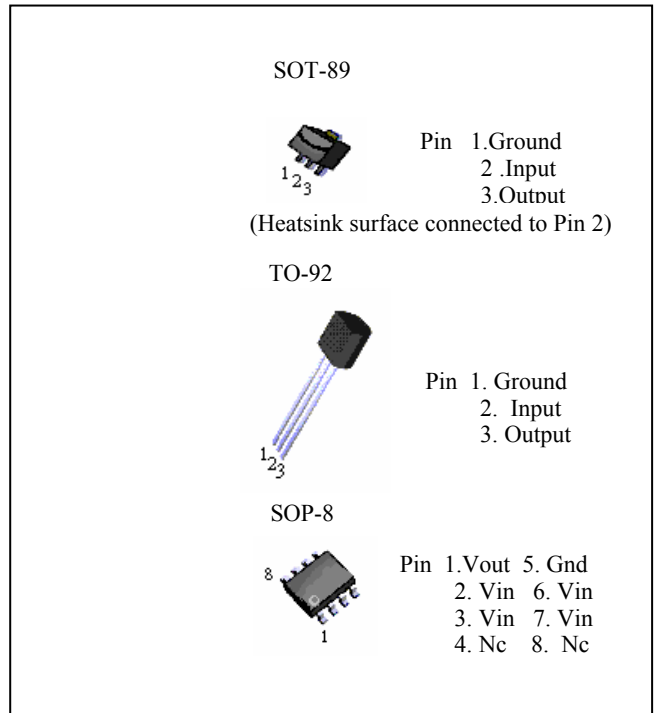 SOT-89
Pin 1.Ground
2 .Input
3.Output
1 2 3
(Heatsink surface connected to Pin 2)
TO-92
Pin 1. Ground
2. Input
3. Output
1 2 3
SOP-8
Pin 1.Vout 5. Gnd
2. Vin 6. Vin
3. Vin 7. Vin
4. Nc 8. Nc
8
1